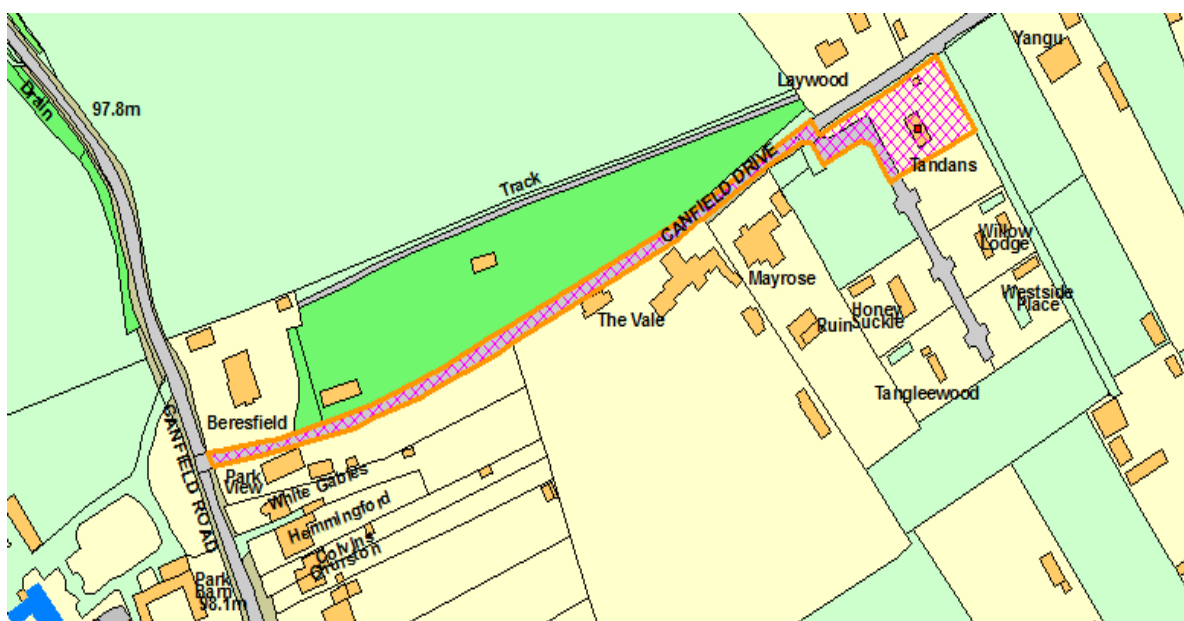 Yangu
Laywood
Drain
97.8m
Track
CANFIELD DRIVE
Tandans
Willow
Lodge
Mayrose
Westside
Place
Honey
Suckle
Ruin
The Vale
Tangleewood
Beresfield
CANFIELD ROAD
Park
View
White Gables
Hemmingford
Colvins
Park
Barn
98.1m